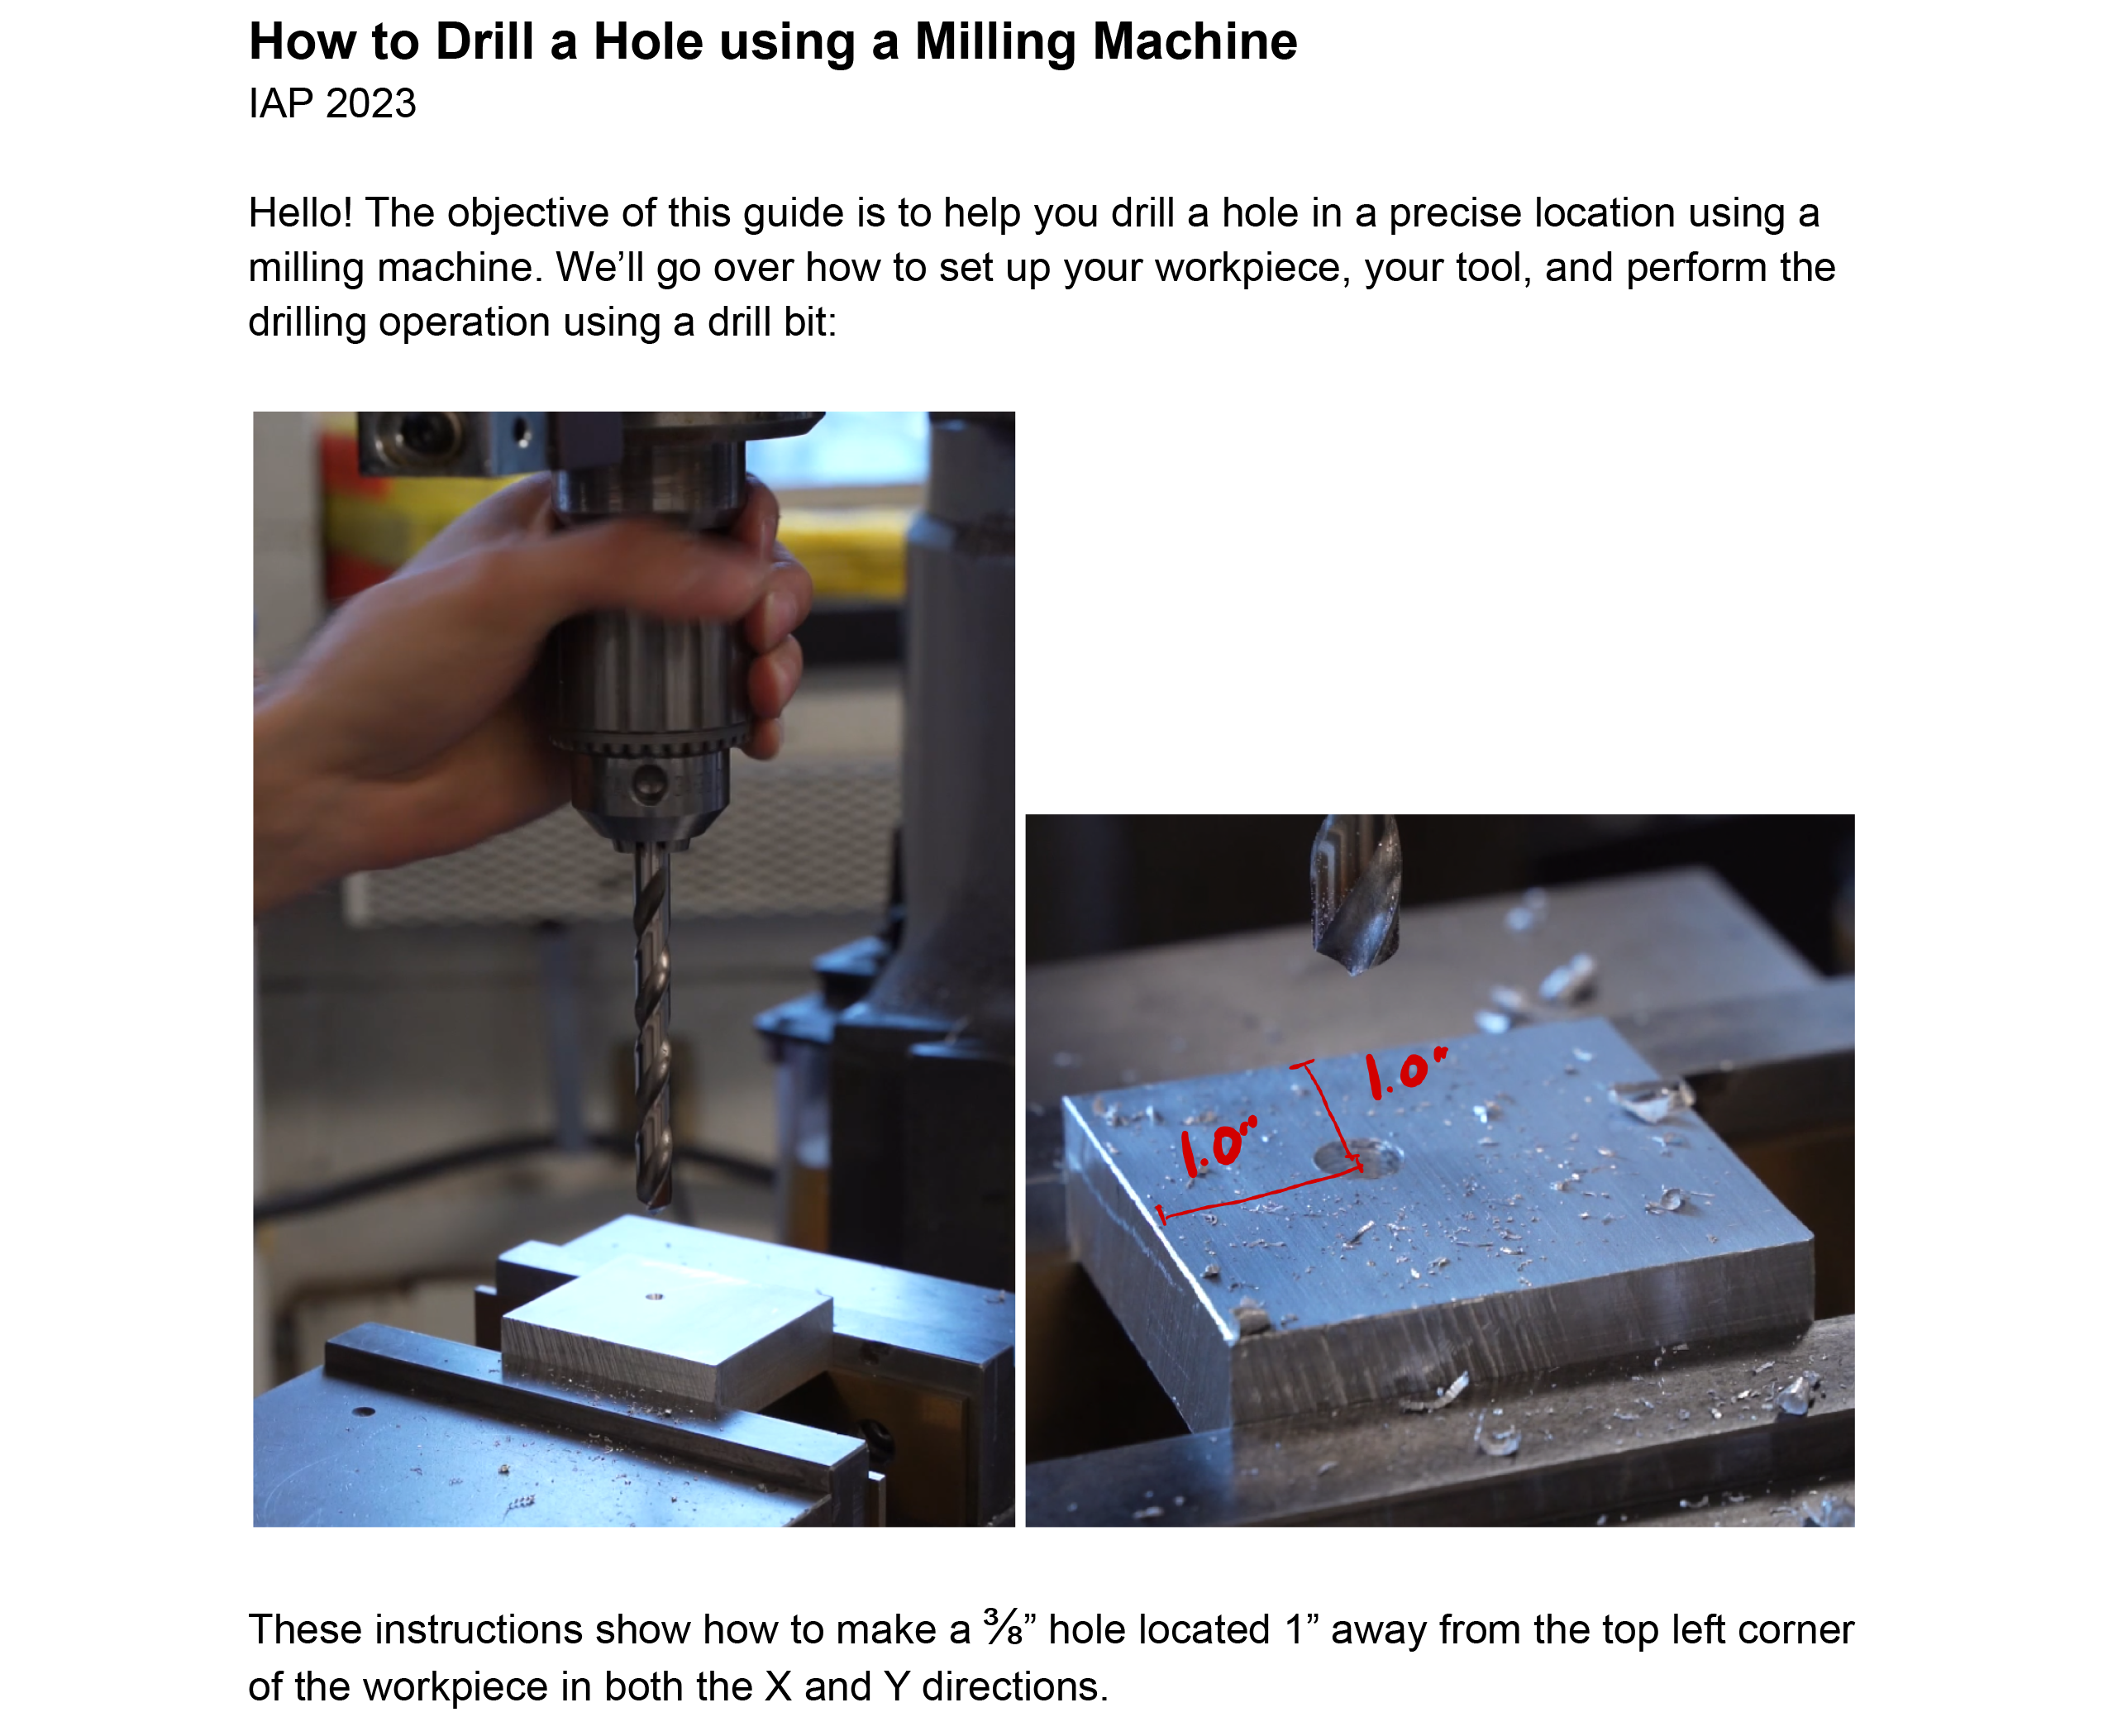 How to Drill a Hole using a Milling Machine
IAP 2023
Hello! The objective of this guide is to help you drill a hole in a precise location using a
milling machine. We’ll go over how to set up your workpiece, your tool, and perform the
drilling operation using a drill bit:
1.0"
1.0"
These instructions show how to make a ⅜” hole located 1” away from the top left corner
of the workpiece in both the X and Y directions.